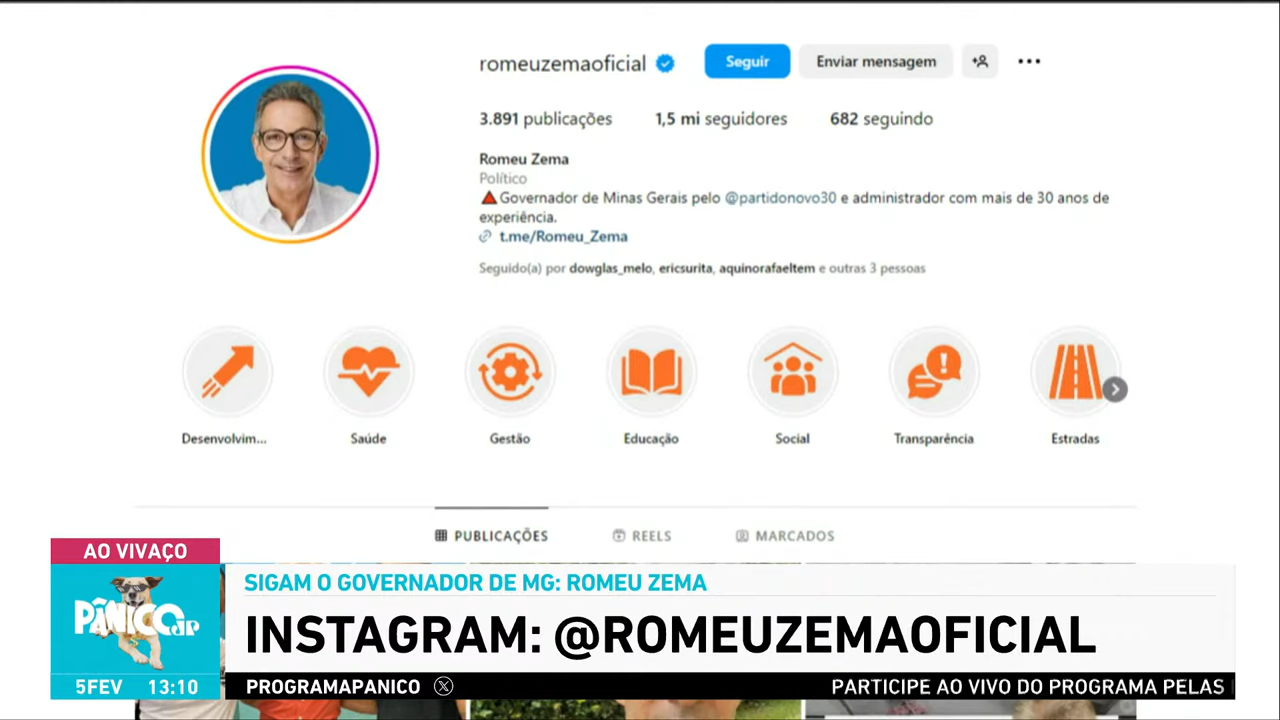 romeuzemaoficial
Seguir
Enviar mensagem
3.891 publicações
1,5 mi seguidores
682 seguindo
Romeu Zema
Político
Governador de Minas Gerais pelo @partidonovo30 e administrador com mais de 30 anos de
experiência.
t.me/Romeu_Zema
Seguido(a) por dowglas_melo, ericsurita, aquinorafaeltem e outras 3 pessoas
Desenvolvim...
Saúde
Gestão
Educação
Social
Transparência
Estradas
PUBLICAÇÕES
REELS
MARCADOS
AO VIVAÇO
PÂNICO JP
5FEV 13:10
SIGAM O GOVERNADOR DE MG: ROMEU ZEMA
INSTAGRAM: @ROMEUZEMAOFICIAL
PROGRAMAPANICO
PARTICIPE AO VIVO DO PROGRAMA PELAS